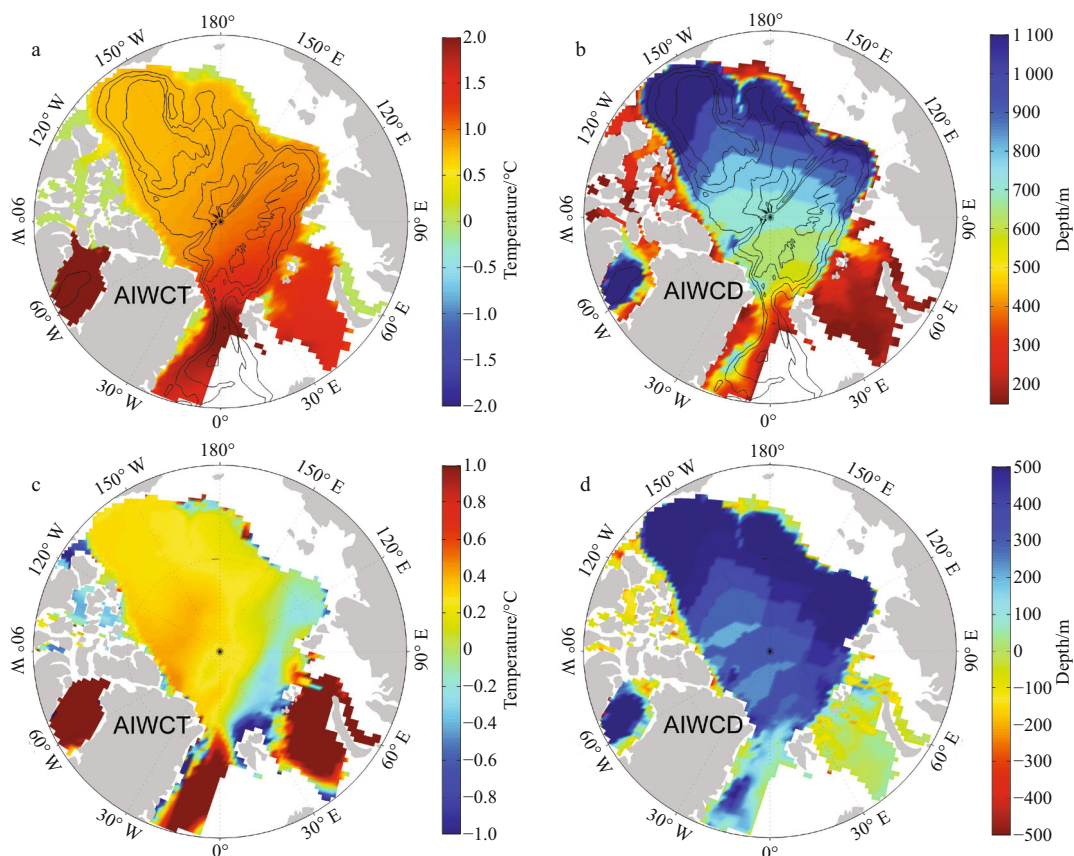 a
180°
150° W
150° E
120° W
120° E
90° W
90° E
60° W
60° E
30° W
30° E
0°
AIWCT
2.0
1.5
1.0
0.5
0
−0.5
−1.0
−1.5
−2.0
Temperature/°C
b
180°
150° W
150° E
120° W
120° E
90° W
90° E
60° W
60° E
30° W
30° E
0°
AIWCD
1 100
1 000
900
800
700
600
500
400
300
200
Depth/m
c
180°
150° W
150° E
120° W
120° E
90° W
90° E
60° W
60° E
30° W
30° E
0°
AIWCT
1.0
0.8
0.6
0.4
0.2
0
−0.2
−0.4
−0.6
−0.8
−1.0
Temperature/°C
d
180°
150° W
150° E
120° W
120° E
90° W
90° E
60° W
60° E
30° W
30° E
0°
AIWCD
500
400
300
200
100
0
−100
−200
−300
−400
−500
Depth/m